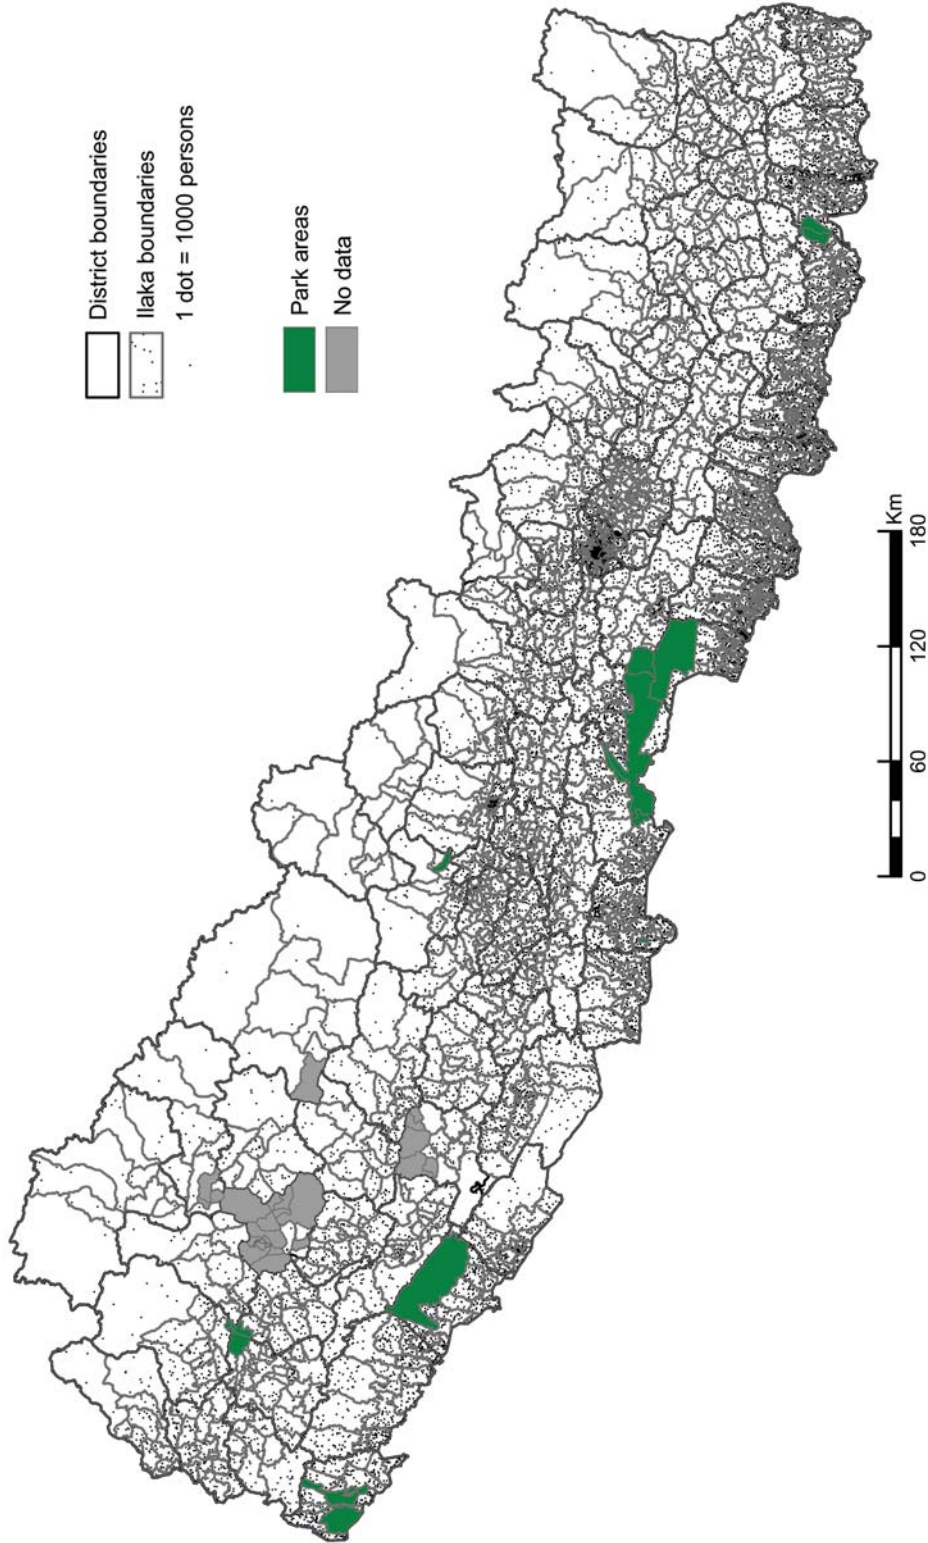 District boundaries
Ilaka boundaries
1 dot = 1000 persons
Park areas
No data
Km
0 60 120 180